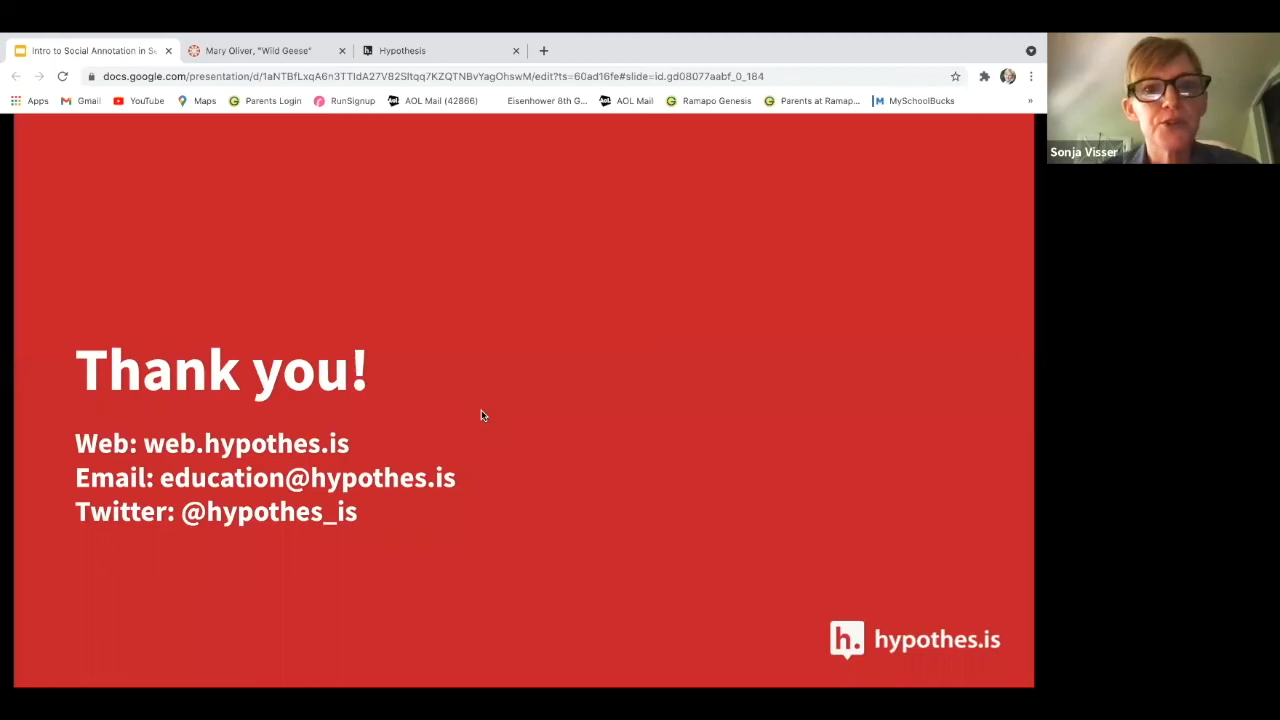 Intro to Social Annotation in Se
Mary Oliver, "Wild Geese"
Hypothesis
docs.google.com/presentation/d/1aNTBfLxqA6n3TTIdA27V82Sltqq7KZQTNBvYagOhswM/edit?ts=60ad16fe#slide=id.gd08077aabf_0_184
Apps Gmail YouTube Maps Parents Login RunSignup AOL Mail (42866) Eisenhower 8th G... AOL Mail Ramapo Genesis Parents at Ramap... MySchoolBucks »
Sonja Visser
Thank you!
Web: web.hypothes.is
Email: education@hypothes.is
Twitter: @hypothes_is
h. hypothes.is